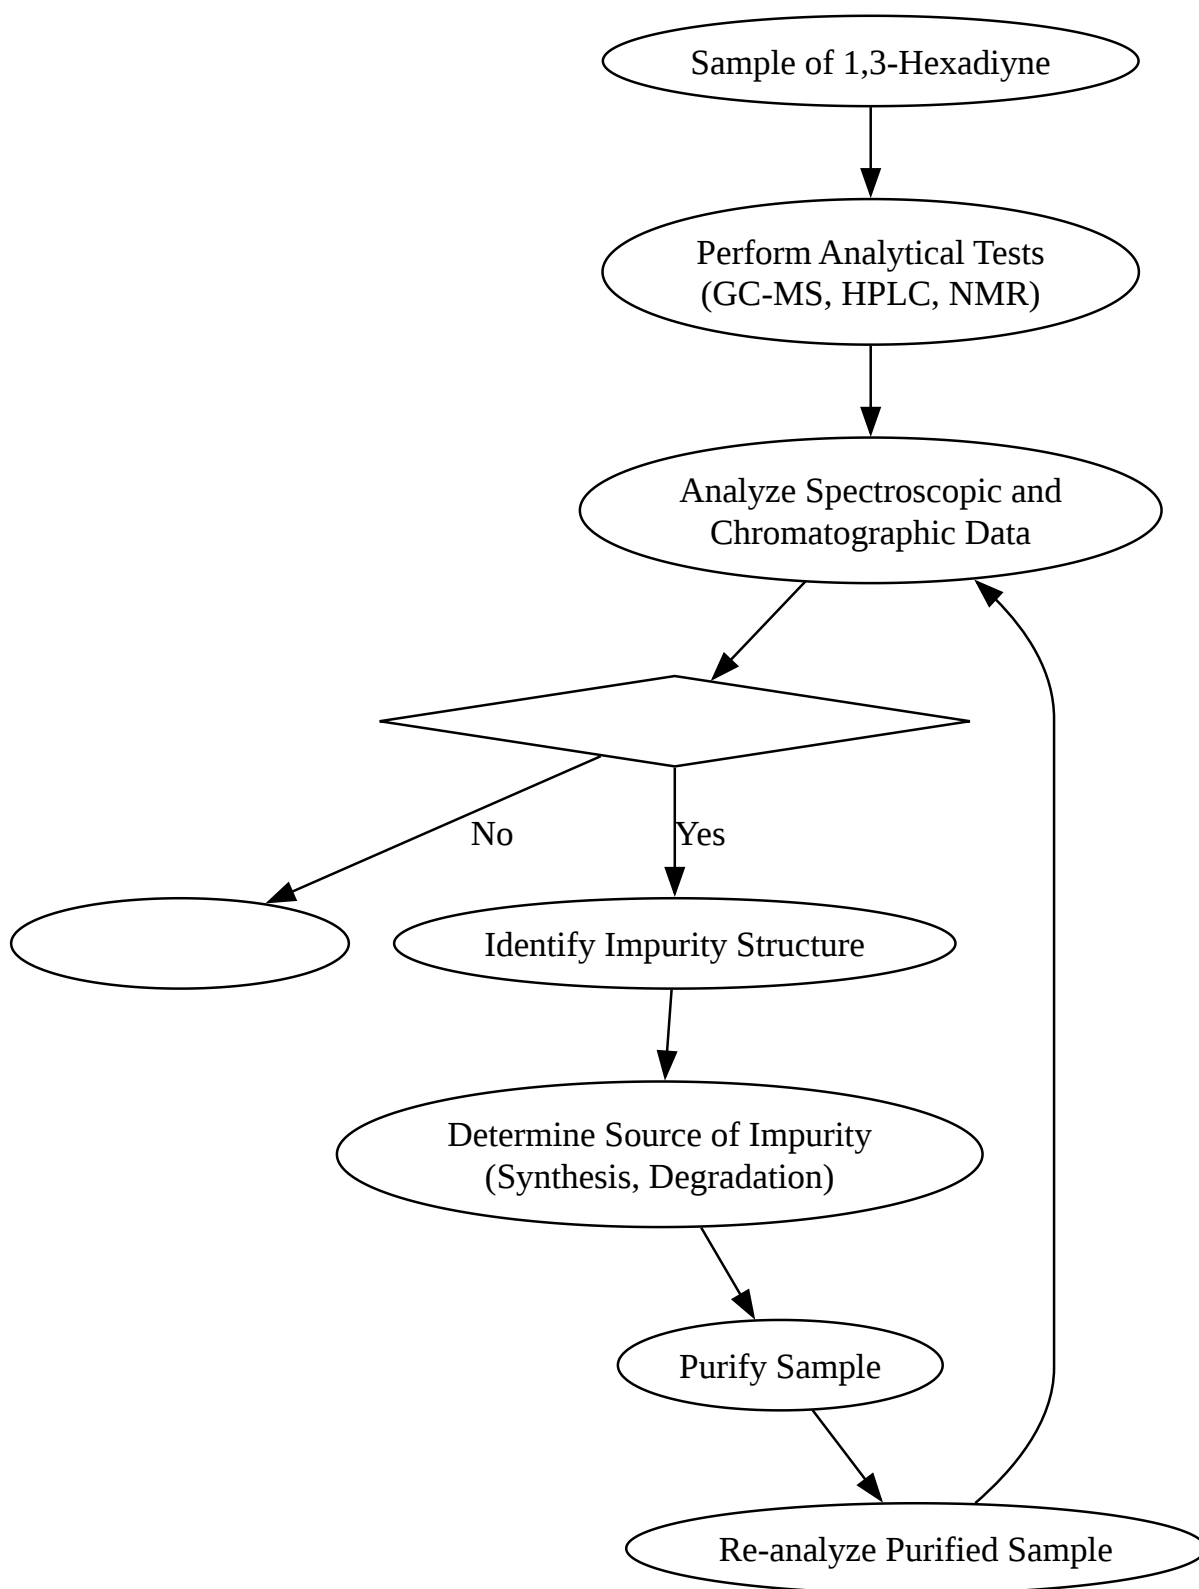 Sample of 1,3-Hexadiyne
Perform Analytical Tests
(GC-MS, HPLC, NMR)
Analyze Spectroscopic and
Chromatographic Data
No
Yes
Identify Impurity Structure
Determine Source of Impurity
(Synthesis, Degradation)
Purify Sample
Re-analyze Purified Sample